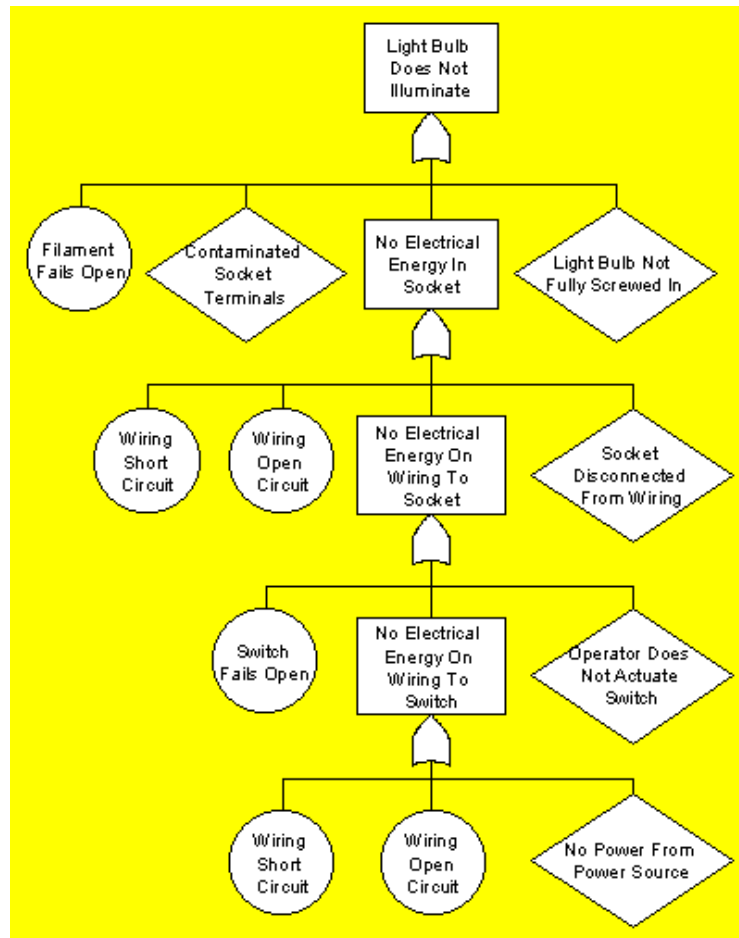 Light Bulb
Does Not
Illuminate
Filament
Fails Open
Contaminated
Socket
Terminals
No Electrical
Energy In
Socket
Light Bulb Not
Fully Screwed In
Wiring
Short
Circuit
Wiring
Open
Circuit
No Electrical
Energy On
Wiring To
Socket
Socket
Disconnected
From Wiring
Switch
Fails Open
No Electrical
Energy On
Wiring To
Switch
Operator Does
Not Actuate
Switch
Wiring
Short
Circuit
Wiring
Open
Circuit
No Power From
Power Source